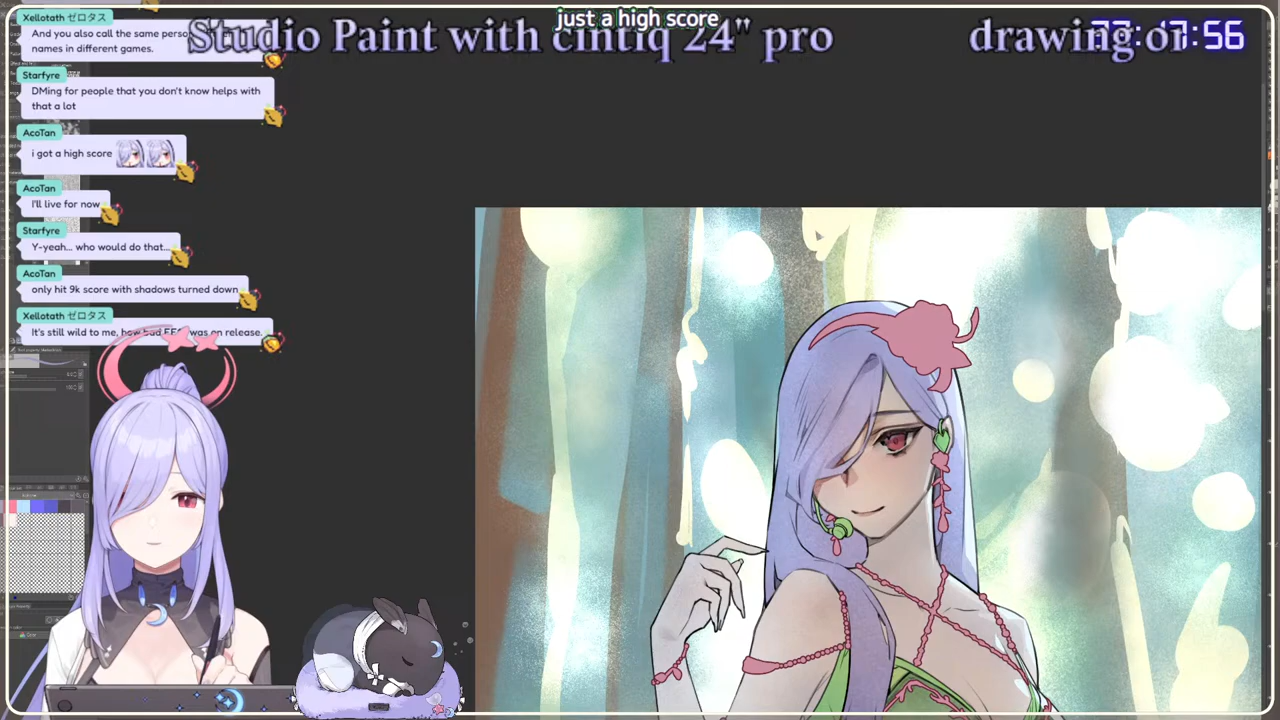 just a high score
Studio Paint with cintiq 24" pro
drawing or
:56
Xellotath ゼロタス
And you also call the same
names in different games.
Starfyre
DMing for people that you don't know helps with
that a lot
AcoTan
i got a high score
AcoTan
I'll live for now
Starfyre
Y-yeah... who would do that...
AcoTan
only hit 9k score with shadows turned down
Xellotath ゼロタス
It's still wild to me, how bad was on release.